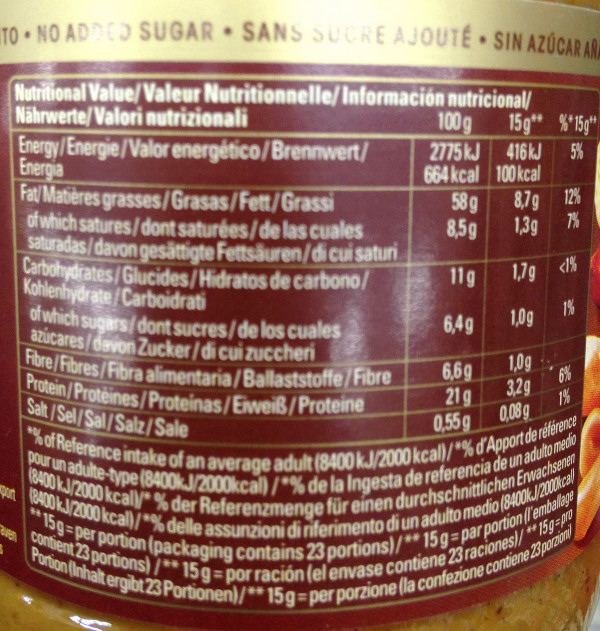 ITO • NO ADDED SUGAR • SANS SUCRE AJOUTÉ • SIN AZÚCAR AÑA
Nutritional Value/Valeur Nutritionnelle/Información nutricional/
Nährwerte/Valori nutrizionali 100 g 15 g** %*15g**
Energy/Energie/Valor energético/Brennwert/ 2775 kJ 416 kJ 5%
Energia 664 kcal 100 kcal
Fat/Matières grasses/Grasas/Fett/Grassi 58 g 8,7 g 12%
of which satures/dont saturées/de las cuales 8,5 g 1,3 g 7%
saturadas/davon gesättigte Fettsäuren/di cui saturi
Carbohydrates/Glucides/Hidratos de carbono/ 11 g 1,7 g <1%
Kohlenhydrate/Carboidrati
of which sugars/dont sucres/de los cuales 6,4 g 1,0 g 1%
azúcares/davon Zucker/di cui zuccheri
Fibre/Fibres/Fibra alimentaria/Ballaststoffe/Fibre 6,6 g 1,0 g
Protein/Protéines/Proteínas/Eiweiß/Proteine 21 g 3,2 g 6%
Salt/Sel/Sal/Salz/Sale 0,55 g 0,08 g 1%
*% of Reference intake of an average adult (8400 kJ/2000 kcal)/*% d'Apport de référence
pour un adulte-type (8400kJ/2000kcal)/*% de la Ingesta de referencia de un adulto medio
(8400 kJ/2000 kcal)/*% der Referenzmenge für einen durchschnittlichen Erwachsenen
(8400 kJ/2000 kcal)/*% delle assunzioni di riferimento di un adulto medio (8400kJ/2000kcal)
**15 g = per portion (packaging contains 23 portions)/** 15 g = par portion (l'emballage
contient 23 portions)/** 15 g = por ración (el envase contiene 23 raciones)/** 15 g = pro
Portion (Inhalt ergibt 23 Portionen)/** 15 g = per porzione (la confezione contiene 23 porzioni)